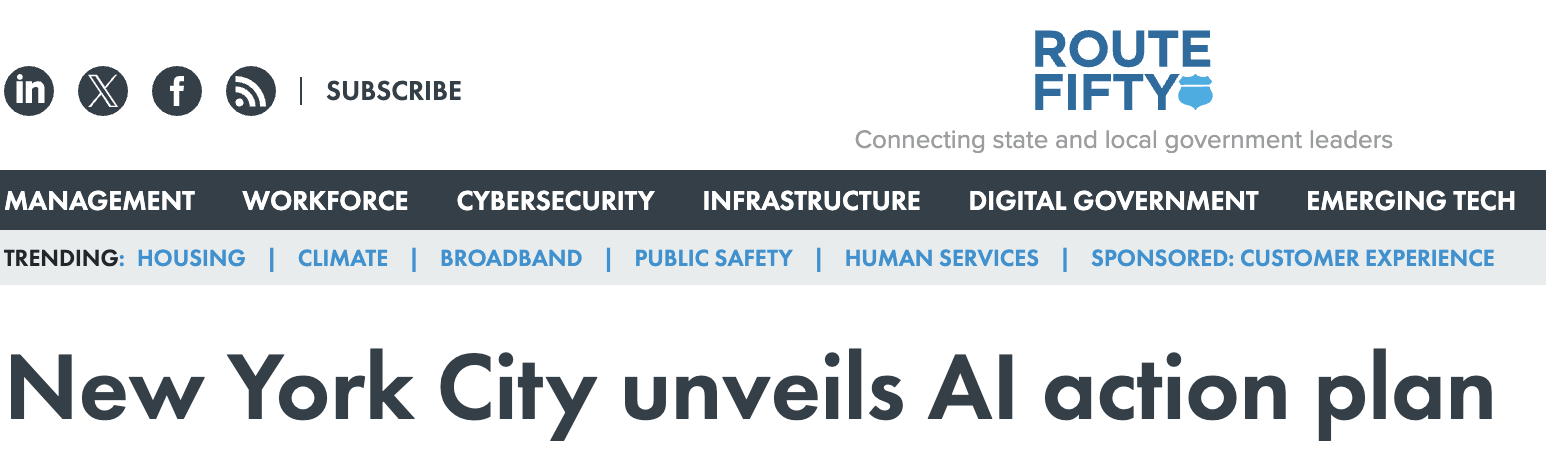 in X f | SUBSCRIBE
ROUTE
FIFTY
Connecting state and local government leaders
MANAGEMENT WORKFORCE CYBERSECURITY INFRASTRUCTURE DIGITAL GOVERNMENT EMERGING TECH
TRENDING: HOUSING | CLIMATE | BROADBAND | PUBLIC SAFETY | HUMAN SERVICES | SPONSORED: CUSTOMER EXPERIENCE
New York City unveils AI action plan